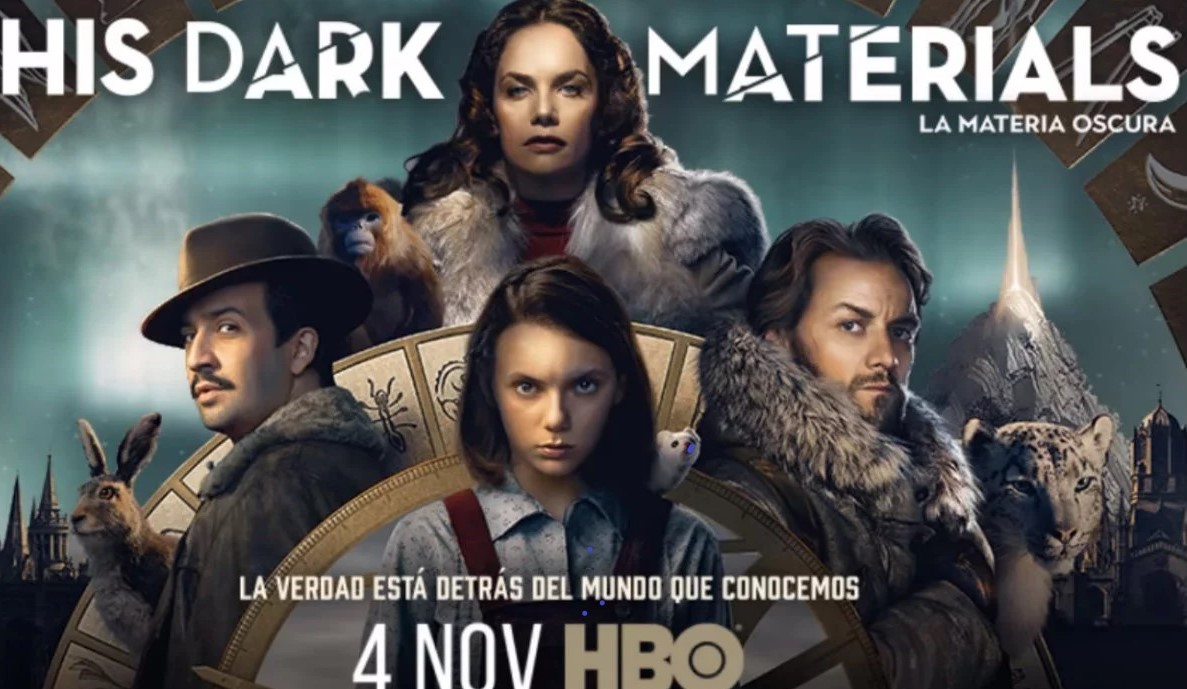 HIS DARK MATERIALS
LA MATERIA OSCURA
LA VERDAD ESTÁ DETRÁS DEL MUNDO QUE CONOCEMOS
4 NOV HBO